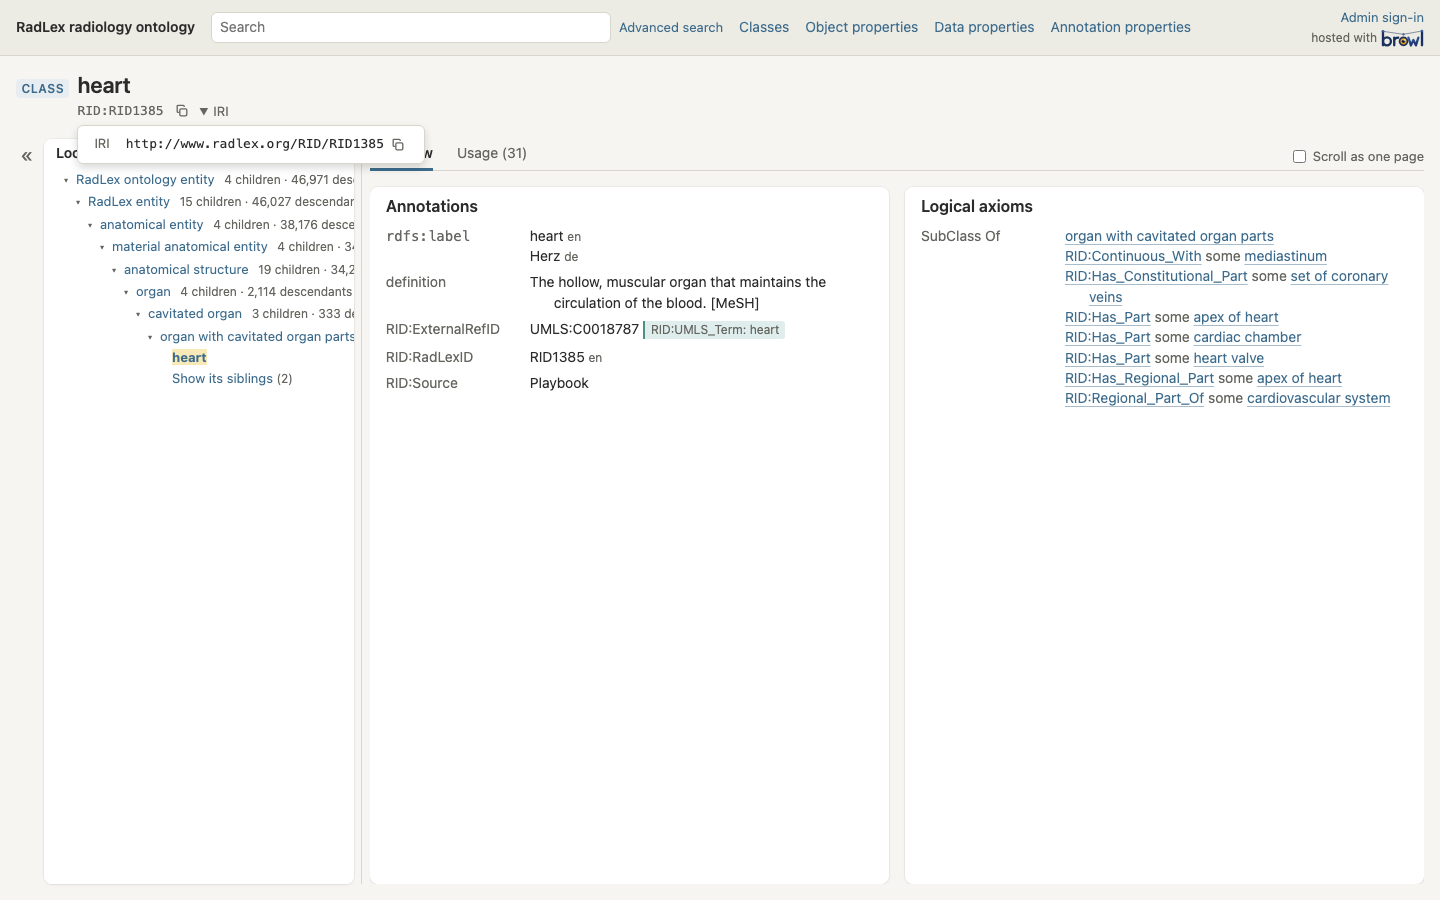 RadLex radiology ontology
Search
Advanced search
Classes
Object properties
Data properties
Annotation properties
Admin sign-in
hosted with browl
CLASS
heart
RID:RID1385
▼ IRI
IRI http://www.radlex.org/RID/RID1385
«
Usage (31)
Scroll as one page
▾ RadLex ontology entity 4 children · 46,971
▾ RadLex entity 15 children · 46,027
▾ anatomical entity 4 children · 38,176
▾ material anatomical entity 4 children ·
▾ anatomical structure 19 children ·
▾ organ 4 children · 2,114 descendants
▾ cavitated organ 3 children · 333
▾ organ with cavitated organ parts
heart
Show its siblings (2)
Annotations
rdfs:label heart en
Herz de
definition The hollow, muscular organ that maintains the
circulation of the blood. [MeSH]
RID:ExternalRefID UMLS:C0018787 RID:UMLS_Term: heart
RID:RadLexID RID1385 en
RID:Source Playbook
Logical axioms
SubClass Of organ with cavitated organ parts
RID:Continuous_With some mediastinum
RID:Has_Constitutional_Part some set of coronary
veins
RID:Has_Part some apex of heart
RID:Has_Part some cardiac chamber
RID:Has_Part some heart valve
RID:Has_Regional_Part some apex of heart
RID:Regional_Part_Of some cardiovascular system